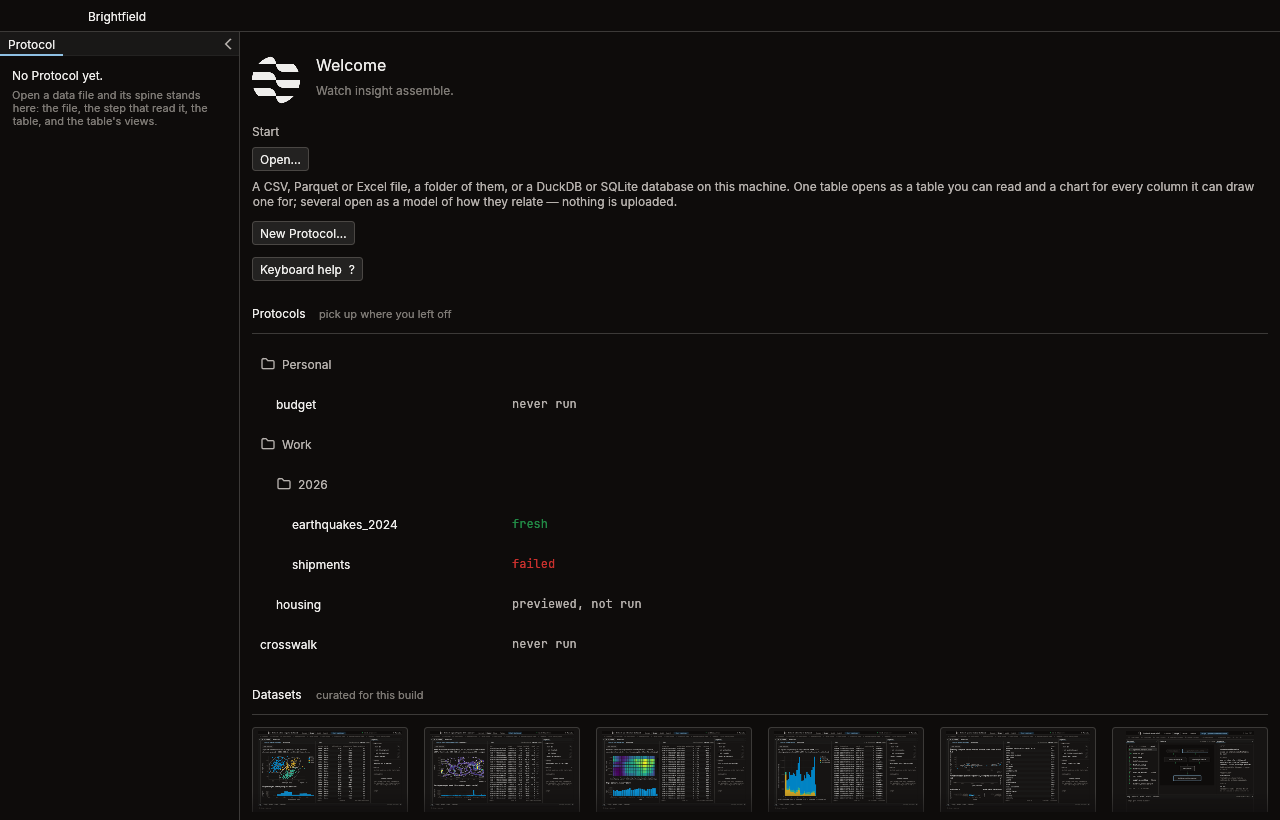 Brightfield
Protocol
No Protocol yet.
Open a data file and its spine stands
here: the file, the step that read it, the
table, and the table's views.
Welcome
Watch insight assemble.
Start
Open...
A CSV, Parquet or Excel file, a folder of them, or a DuckDB or SQLite database on this machine. One table opens as a table you can read and a chart for every column it can draw
one for; several open as a model of how they relate — nothing is uploaded.
New Protocol...
Keyboard help ?
Protocols pick up where you left off
Personal
budget never run
Work
2026
earthquakes_2024 fresh
shipments failed
housing previewed, not run
crosswalk never run
Datasets curated for this build